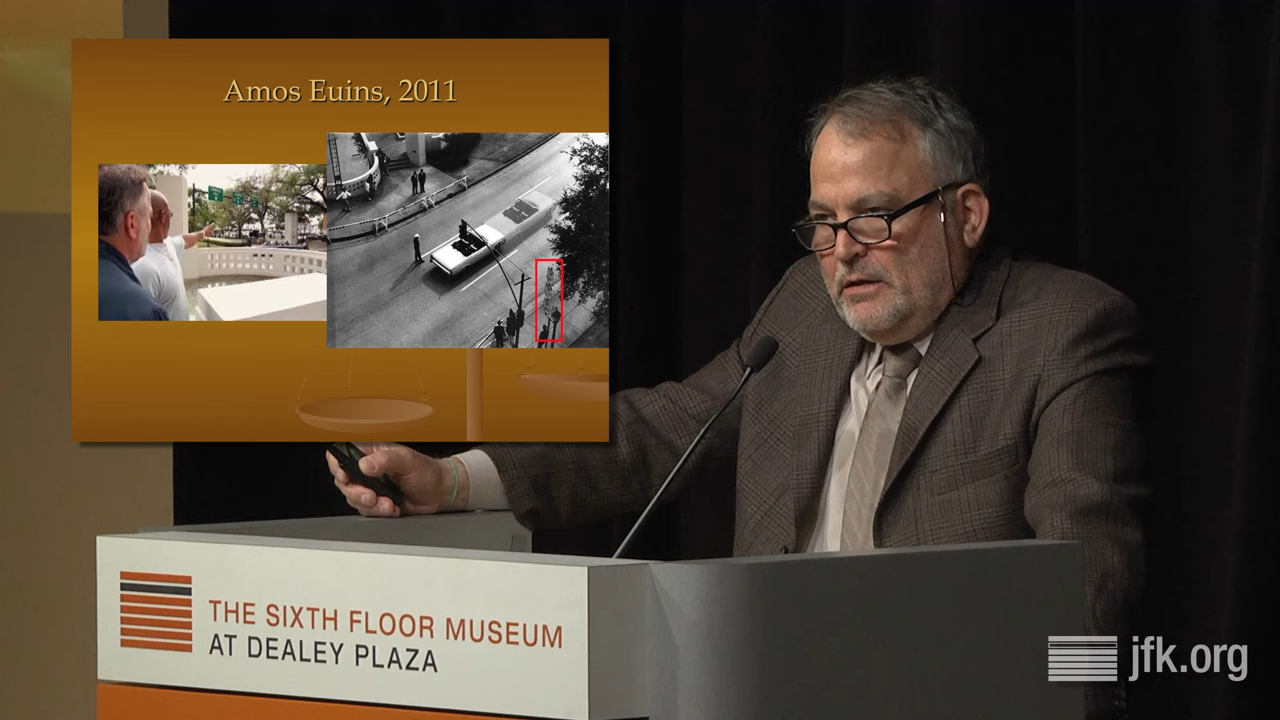 Amos Euins, 2011
THE SIXTH FLOOR MUSEUM
AT DEALEY PLAZA
jfk.org